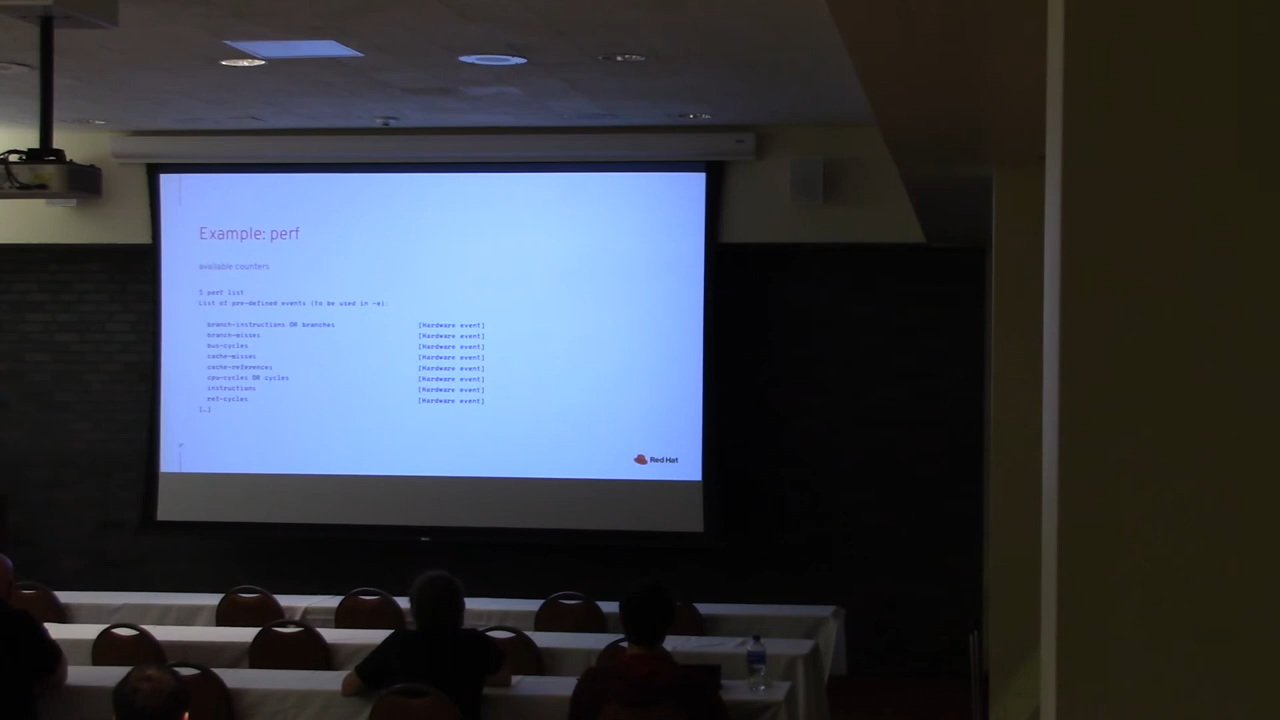 Example: perf
available counters
$ perf list
List of pre-defined events (to be used in -e):
branch-instructions OR branches [Hardware event]
branch-misses [Hardware event]
bus-cycles [Hardware event]
cache-misses [Hardware event]
cache-references [Hardware event]
cpu-cycles OR cycles [Hardware event]
instructions [Hardware event]
ref-cycles [Hardware event]
[…]
Red Hat